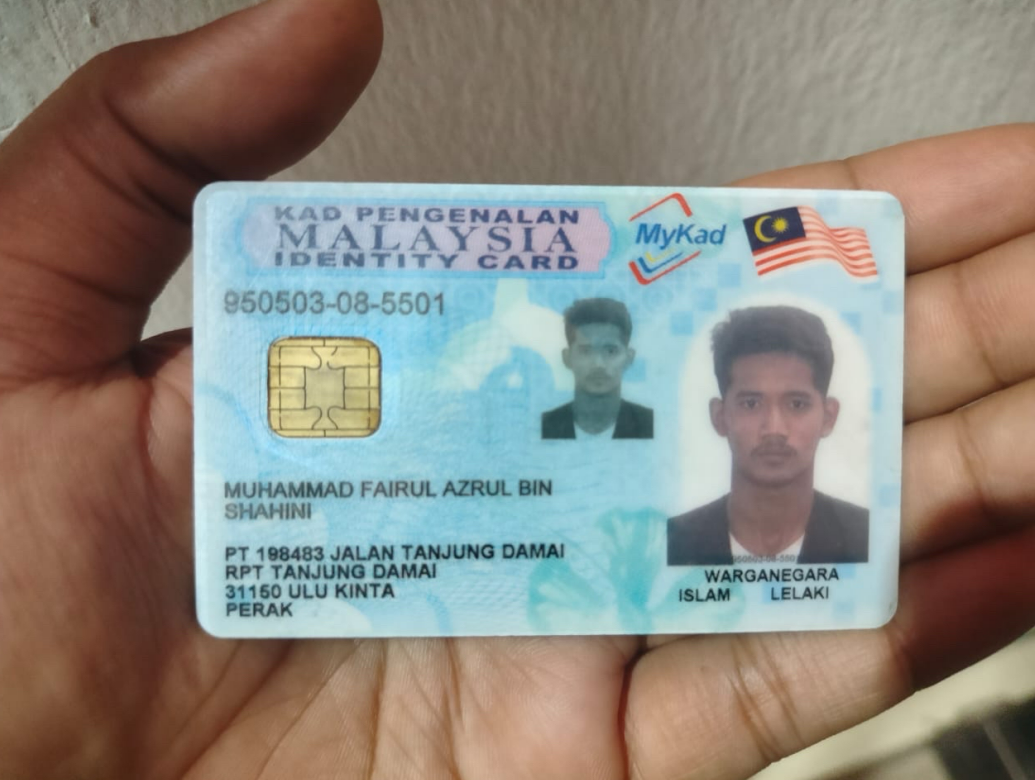 KAD PENGENALAN
MALAYSIA
IDENTITY CARD
MyKad
950503-08-5501
MUHAMMAD FAIRUL AZRUL BIN
SHAHINI
PT 198483 JALAN TANJUNG DAMAI
RPT TANJUNG DAMAI
31150 ULU KINTA
PERAK
WARGANEGARA
ISLAM LELAKI